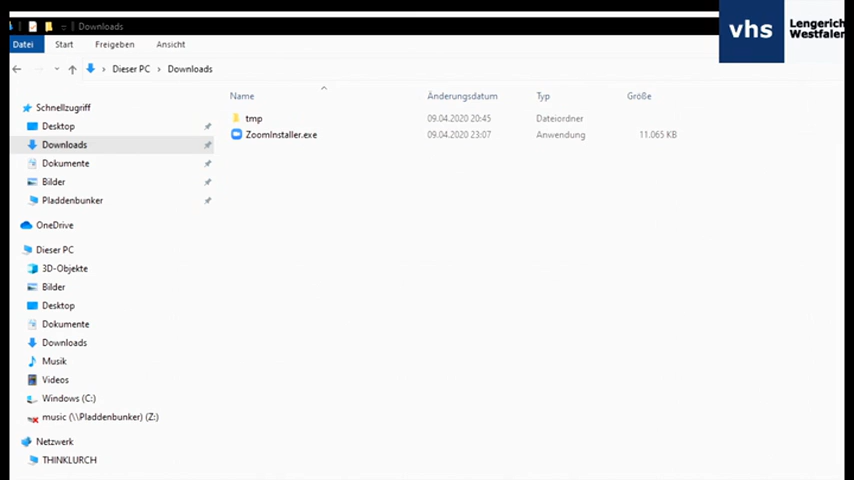 Downloads
vhs
Lengerich
Westfalen
Datei Start Freigeben Ansicht
Dieser PC > Downloads
Name Änderungsdatum Typ Größe
Schnellzugriff
Desktop
Downloads
Dokumente
Bilder
Pladdenbunker
OneDrive
Dieser PC
3D-Objekte
Bilder
Desktop
Dokumente
Downloads
Musik
Videos
Windows (C:)
music (\\Pladdenbunker) (Z:)
Netzwerk
THINKLURCH
tmp 09.04.2020 20:45 Dateiordner
ZoomInstaller.exe 09.04.2020 23:07 Anwendung 11.065 KB